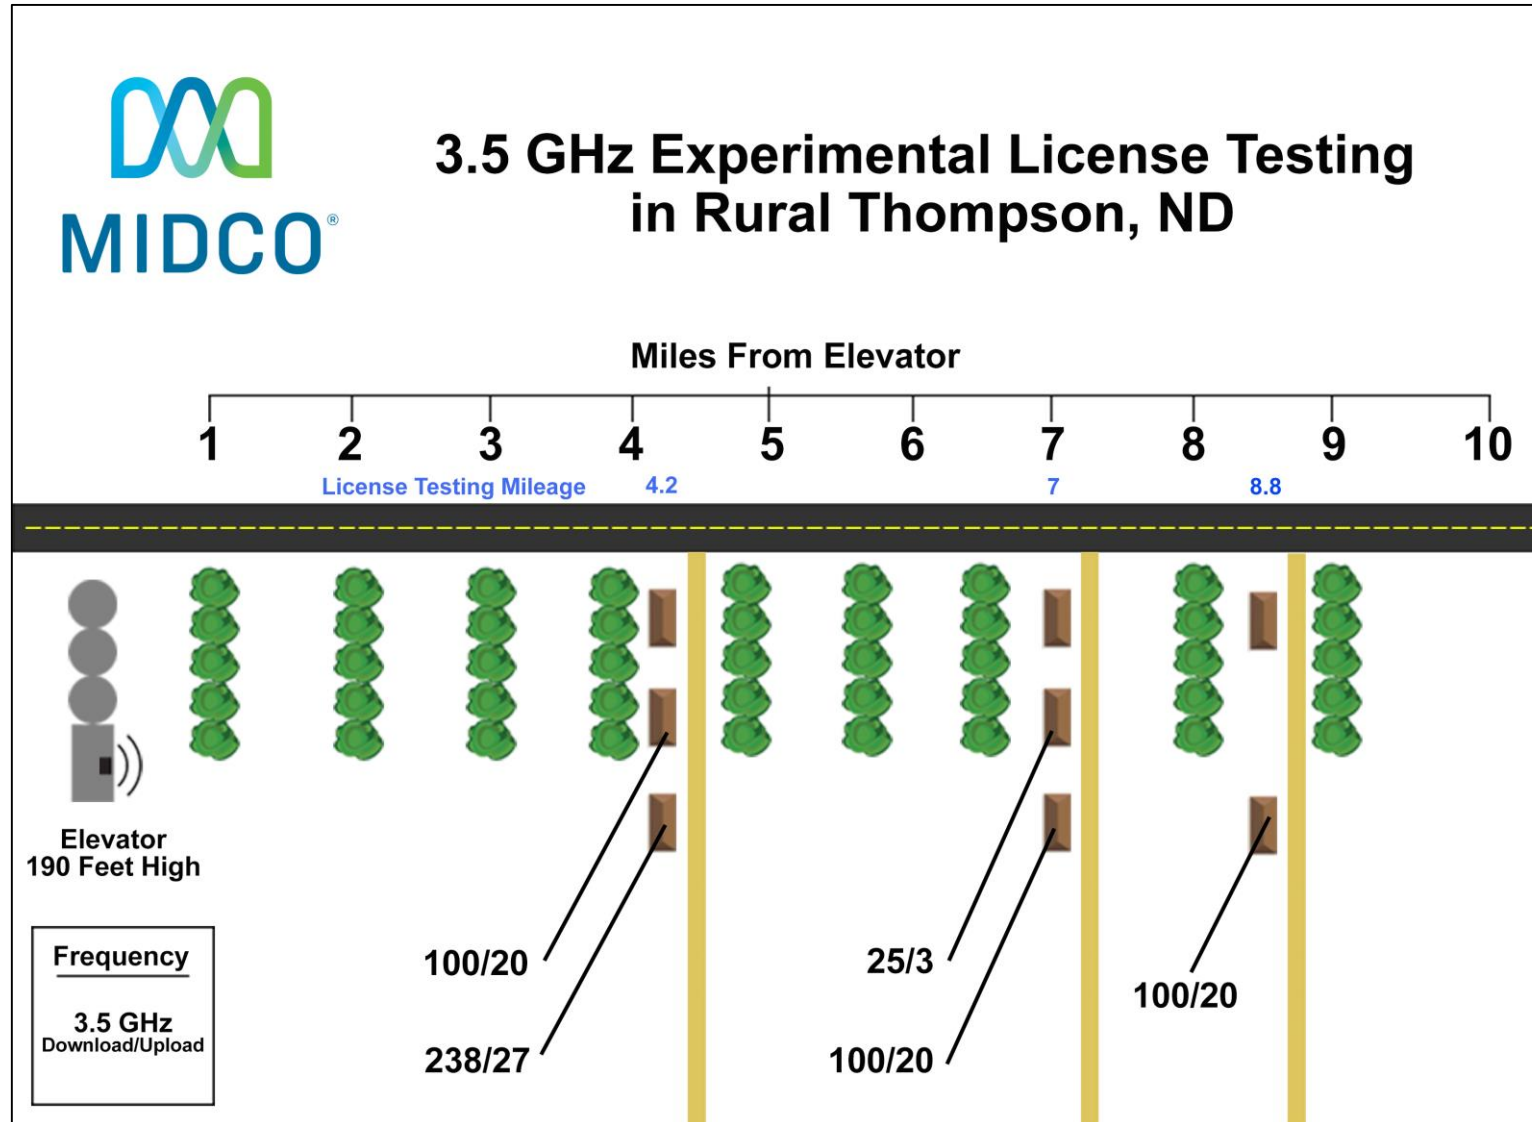 MIDCO®
3.5 GHz Experimental License Testing
in Rural Thompson, ND
Miles From Elevator
1 2 3 4 5 6 7 8 9 10
License Testing Mileage 4.2 7 8.8
Elevator
190 Feet High
Frequency
3.5 GHz
Download/Upload
100/20
238/27
25/3
100/20
100/20